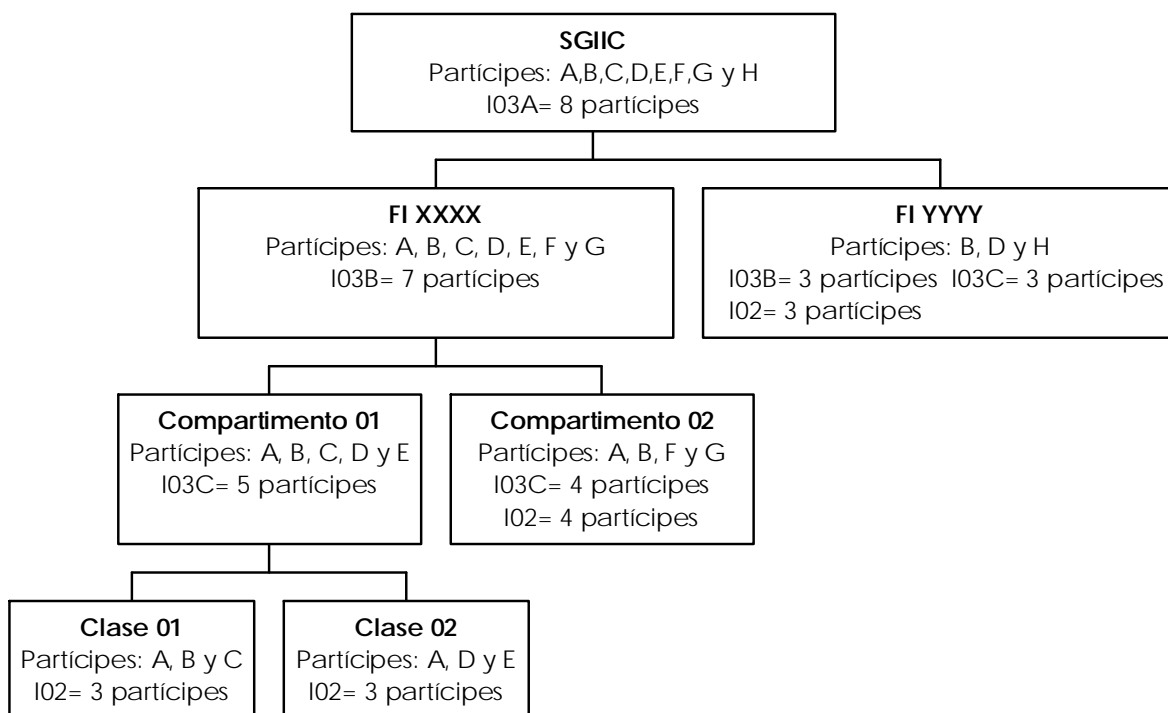 SGIIC
Partícipes: A,B,C,D,E,F,G y H
I03A= 8 partícipes
FI XXXX
Partícipes: A, B, C, D, E, F y G
I03B= 7 partícipes
FI YYYY
Partícipes: B, D y H
I03B= 3 partícipes I03C= 3 partícipes
I02= 3 partícipes
Compartimento 01
Partícipes: A, B, C, D y E
I03C= 5 partícipes
Compartimento 02
Partícipes: A, B, F y G
I03C= 4 partícipes
I02= 4 partícipes
Clase 01
Partícipes: A, B y C
I02= 3 partícipes
Clase 02
Partícipes: A, D y E
I02= 3 partícipes